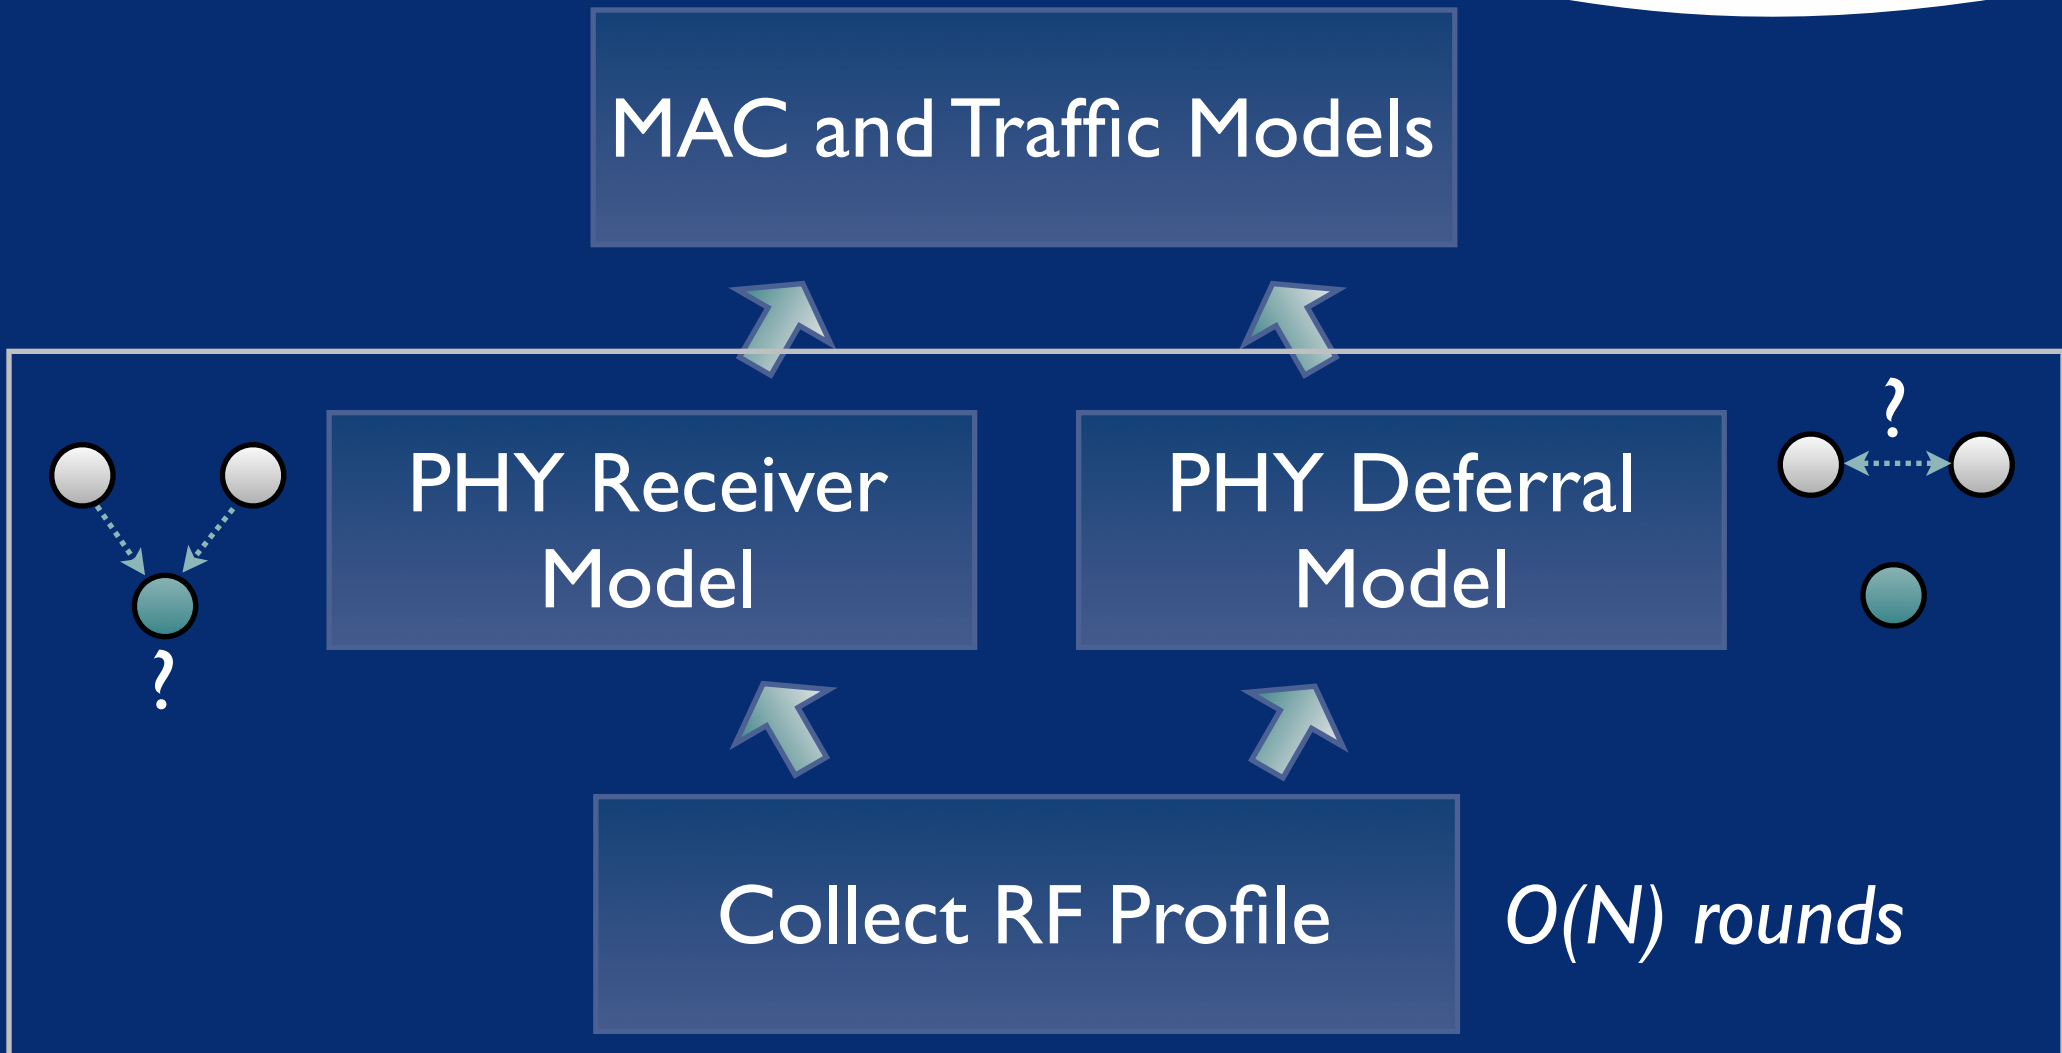 MAC and Traffic Models
?
PHY Receiver
Model
PHY Deferral
Model
?
Collect RF Profile
O(N) rounds